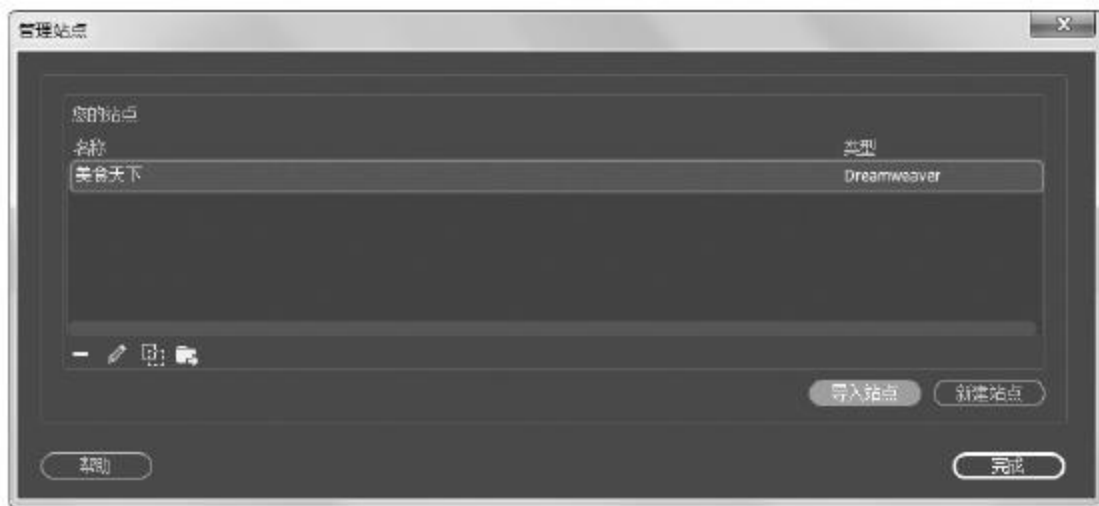 管理站点
您的站点
名称 类型
美食天下 Dreamweaver
导入站点 新建站点
帮助 完成